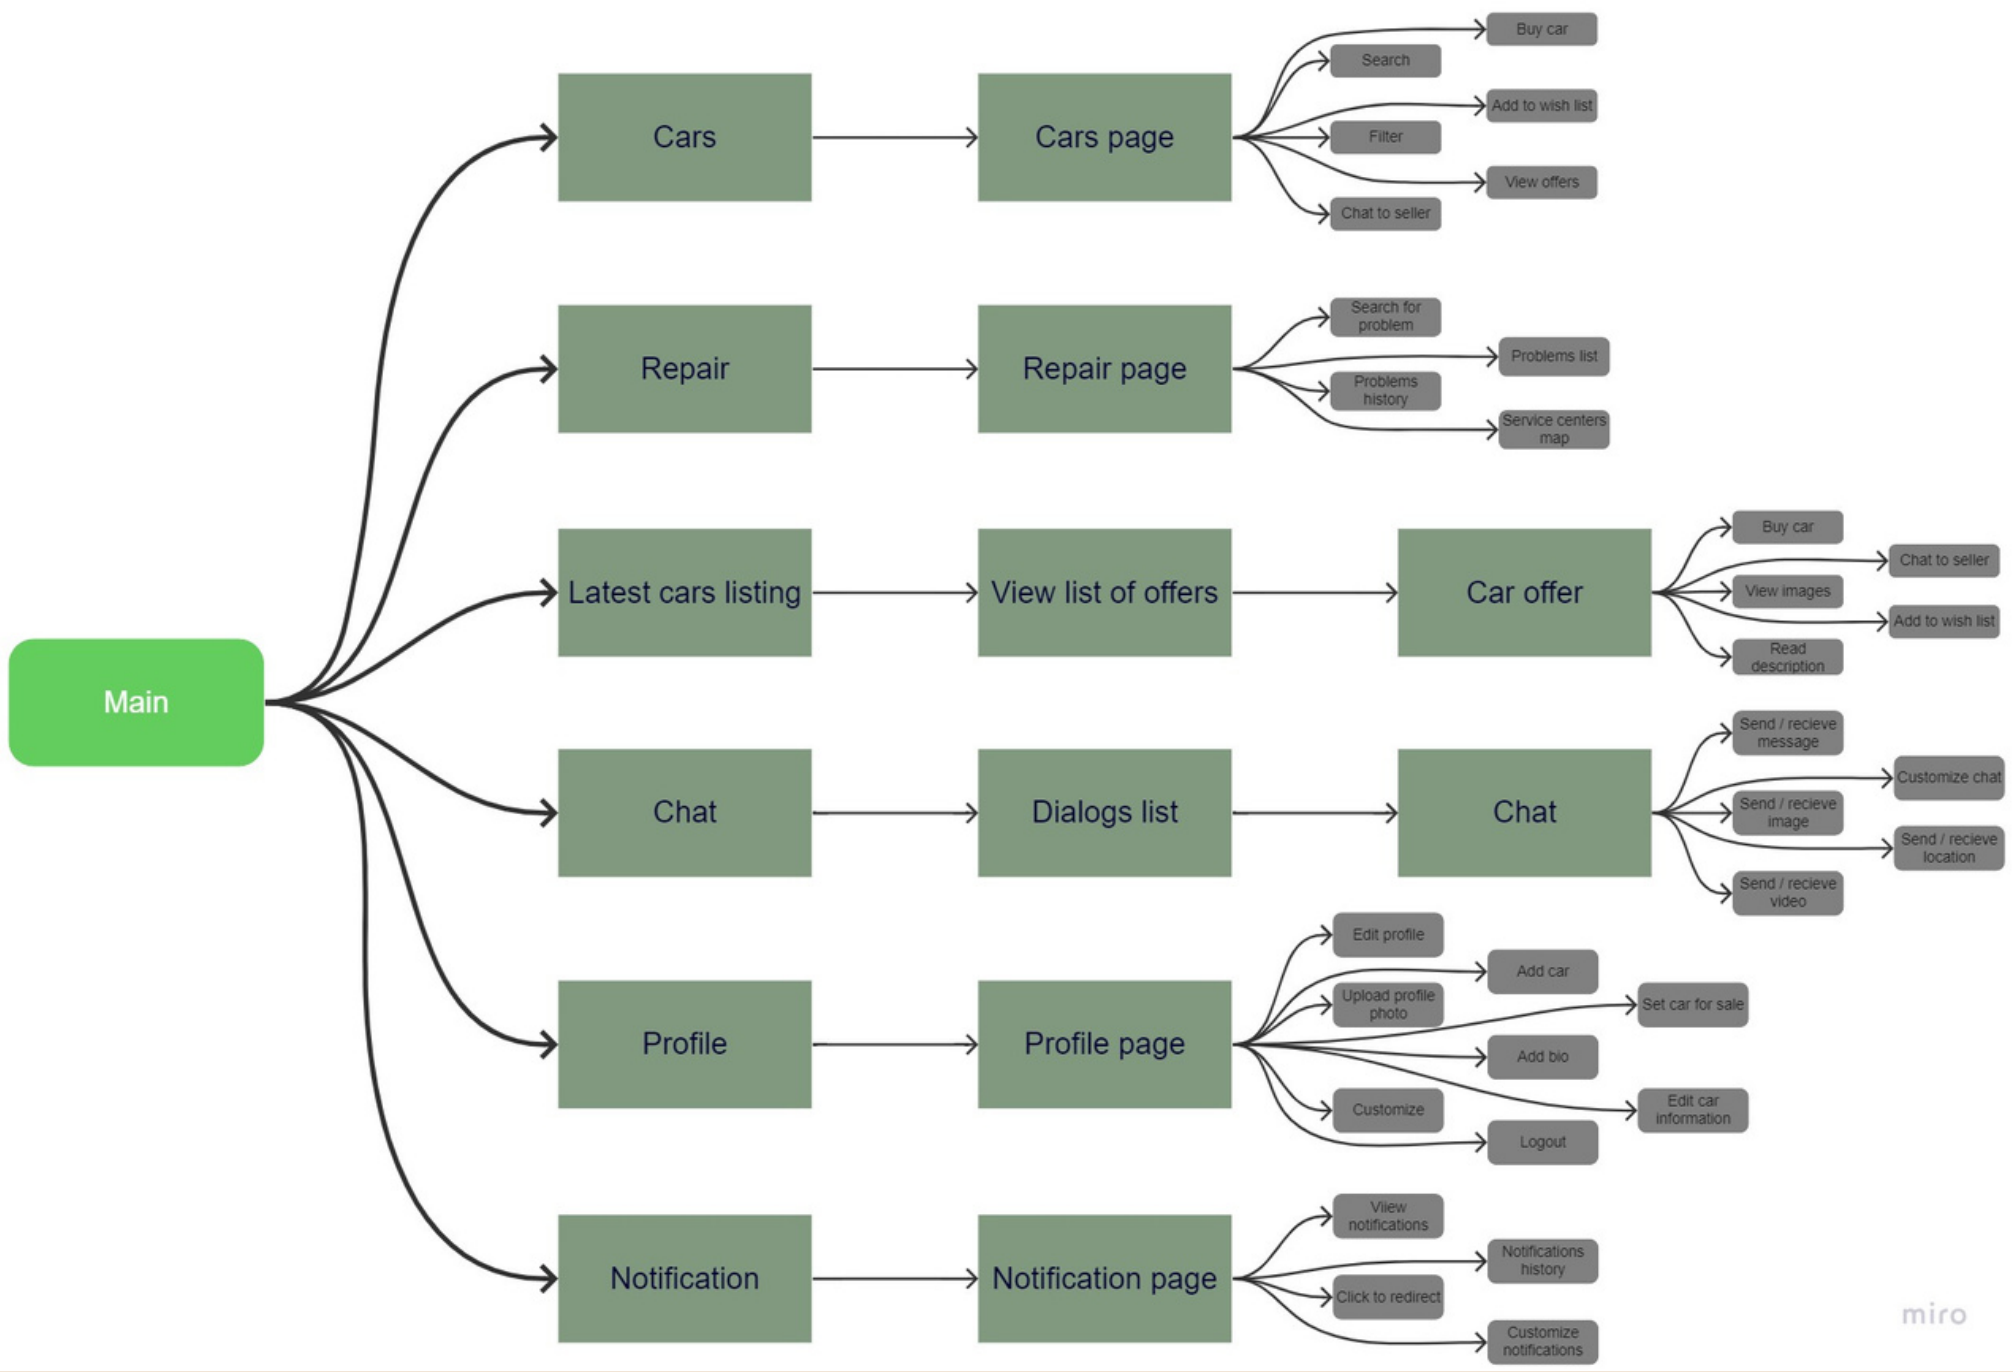 Main
Cars
Cars page
Buy car
Search
Add to wish list
Filter
View offers
Chat to seller
Repair
Repair page
Search for
problem
Problems list
Problems
history
Service centers
map
Latest cars listing
View list of offers
Car offer
Buy car
Chat to seller
View images
Add to wish list
Read
description
Chat
Dialogs list
Chat
Send / recieve
message
Customize chat
Send / recieve
image
Send / recieve
location
Send / recieve
video
Profile
Profile page
Edit profile
Add car
Upload profile
photo
Set car for sale
Add bio
Customize
Edit car
information
Logout
Notification
Notification page
Viiew
notifications
Notifications
history
Click to redirect
Customize
notifications
miro